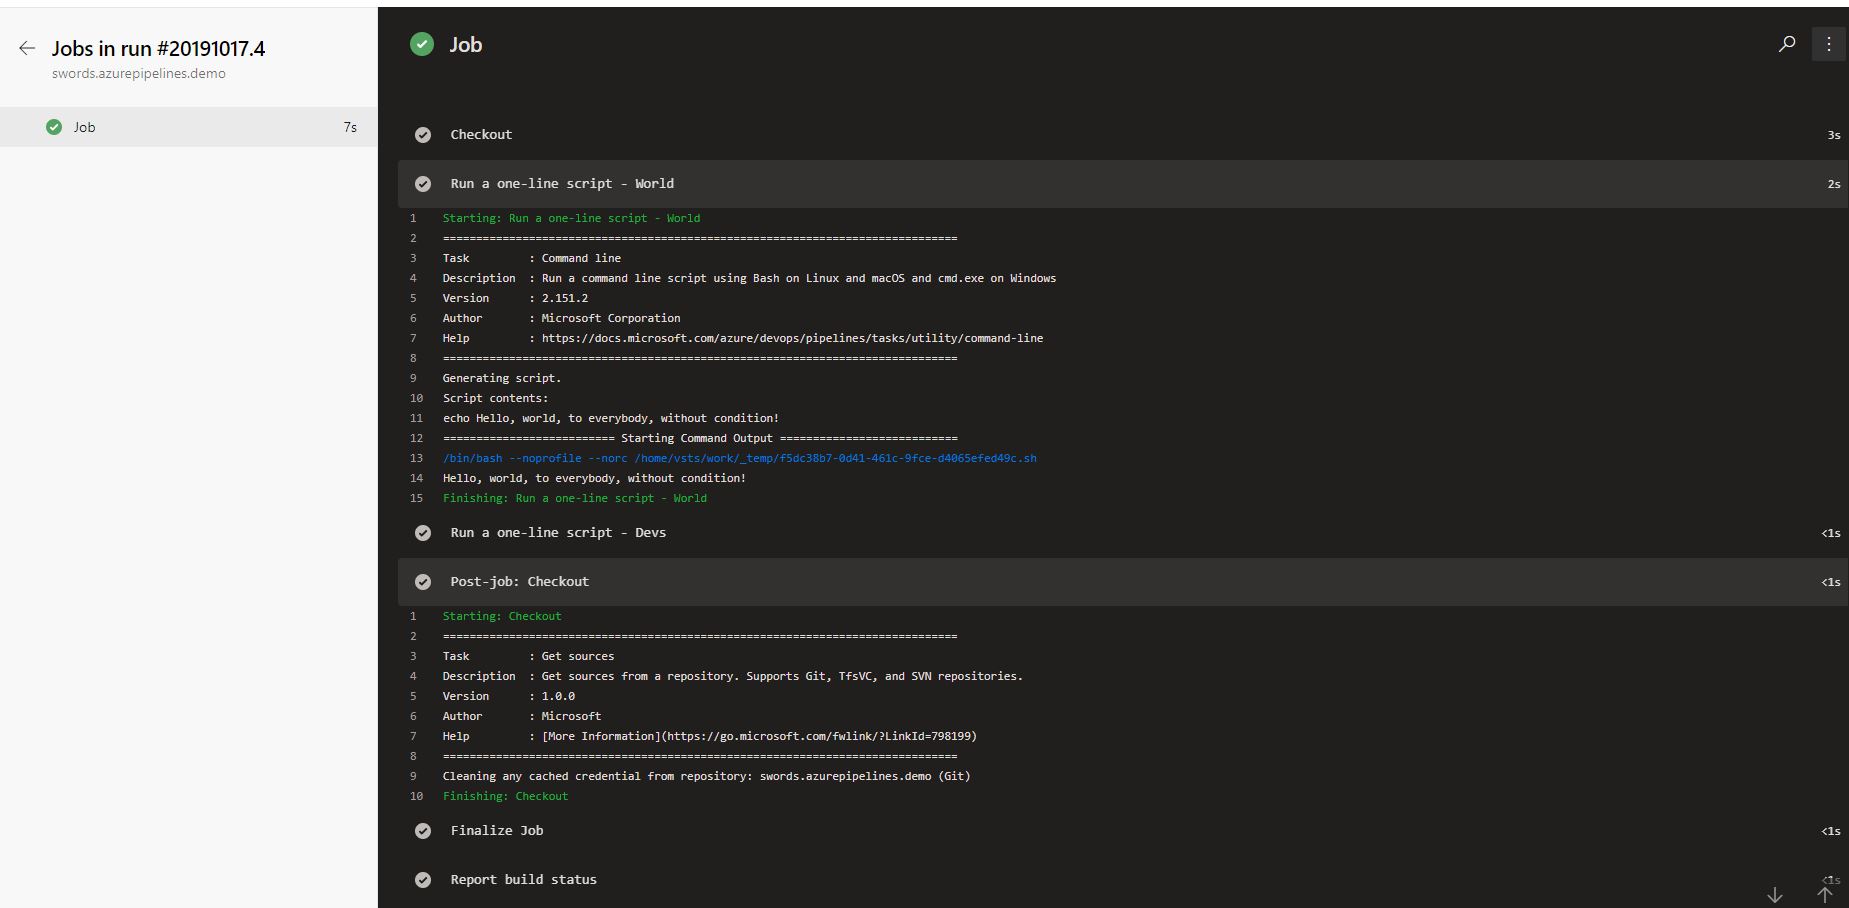 Jobs in run #20191017.4
swords.azurepipelines.demo
Job 7s
Job
Checkout 3s
Run a one-line script - World 2s
1 Starting: Run a one-line script - World
2 ==============================================================================
3 Task         : Command line
4 Description  : Run a command line script using Bash on Linux and macOS and cmd.exe on Windows
5 Version      : 2.151.2
6 Author       : Microsoft Corporation
7 Help         : https://docs.microsoft.com/azure/devops/pipelines/tasks/utility/command-line
8 ==============================================================================
9 Generating script.
10 Script contents:
11 echo Hello, world, to everybody, without condition!
12 ========================== Starting Command Output ===========================
13 /bin/bash --noprofile --norc /home/vsts/work/_temp/f5dc38b7-0d41-461c-9fce-d4065efed49c.sh
14 Hello, world, to everybody, without condition!
15 Finishing: Run a one-line script - World
Run a one-line script - Devs <1s
Post-job: Checkout <1s
1 Starting: Checkout
2 ==============================================================================
3 Task         : Get sources
4 Description  : Get sources from a repository. Supports Git, TfsVC, and SVN repositories.
5 Version      : 1.0.0
6 Author       : Microsoft
7 Help         : [More Information](https://go.microsoft.com/fwlink/?LinkId=798199)
8 ==============================================================================
9 Cleaning any cached credential from repository: swords.azurepipelines.demo (Git)
10 Finishing: Checkout
Finalize Job <1s
Report build status <1s